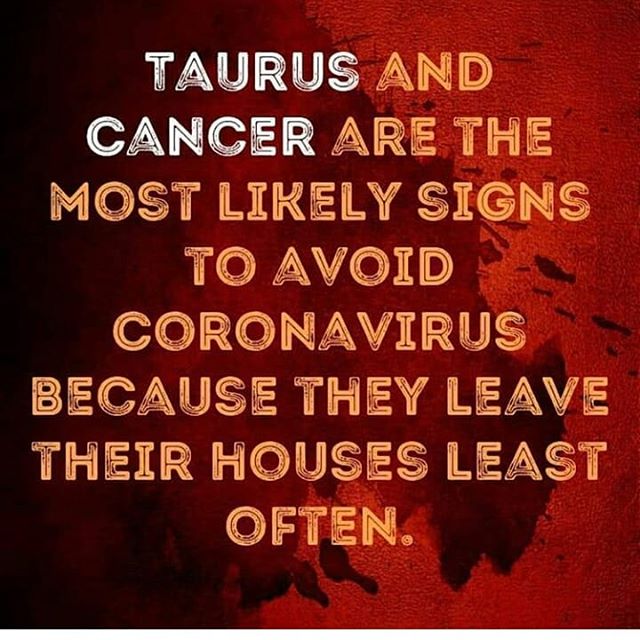 TAURUS AND
CANCER ARE THE
MOST LIKELY SIGNS
TO AVOID
CORONAVIRUS
BECAUSE THEY LEAVE
THEIR HOUSES LEAST
OFTEN.